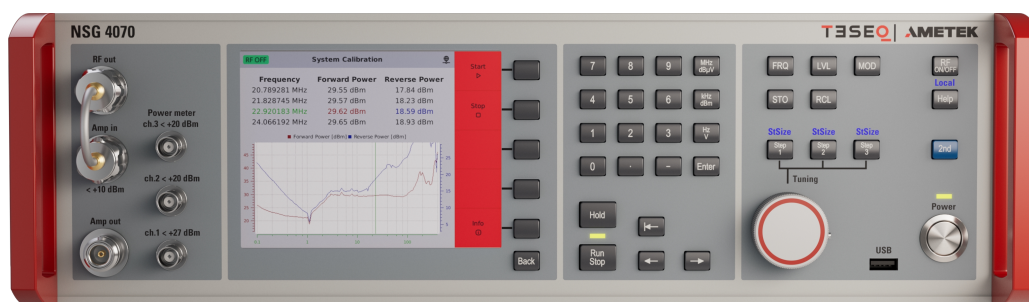 NSG 4070
TESEQ AMETEK
RF out
Amp in
< +10 dBm
Amp out
Power meter
ch.3 < +20 dBm
ch.2 < +20 dBm
ch.1 < +27 dBm
RF OFF System Calibration
Frequency Forward Power Reverse Power
20.789281 MHz 29.55 dBm 17.84 dBm
21.828745 MHz 29.57 dBm 18.23 dBm
22.920183 MHz 29.62 dBm 18.59 dBm
24.066192 MHz 29.65 dBm 18.93 dBm
Forward Power [dBm] Reverse Power [dBm]
0.1 1 10 100
Start
Stop
Info
Back
7 8 9 MHz dBµV
4 5 6 kHz dBm
1 2 3 Hz V
0 · – Enter
Hold
Run
Stop
FRQ LVL MOD
STO RCL
StSize StSize StSize
Step 1 Step 2 Step 3
Tuning
RF
ON/OFF
Local
Help
2nd
Power
USB